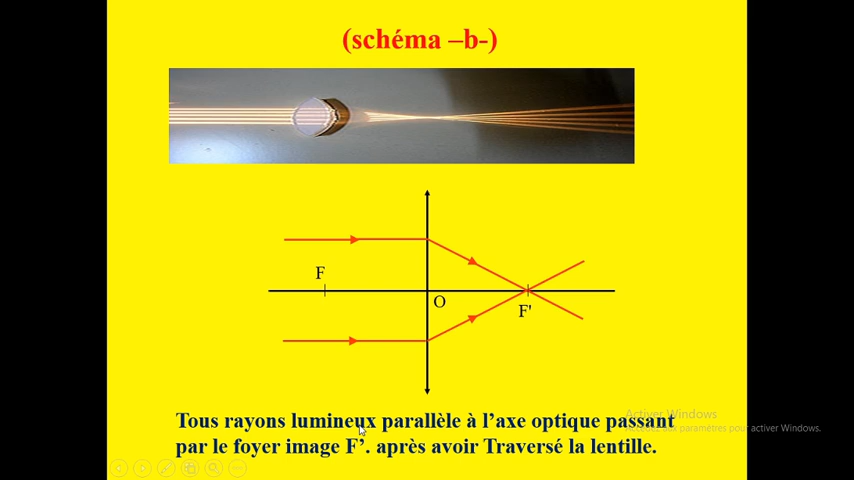 (schéma –b-)
F
O
F'
Tous rayons lumineux parallèle à l’axe optique passant
par le foyer image F’. après avoir Traversé la lentille.
Activer Windows
Accédez aux paramètres pour activer Windows.